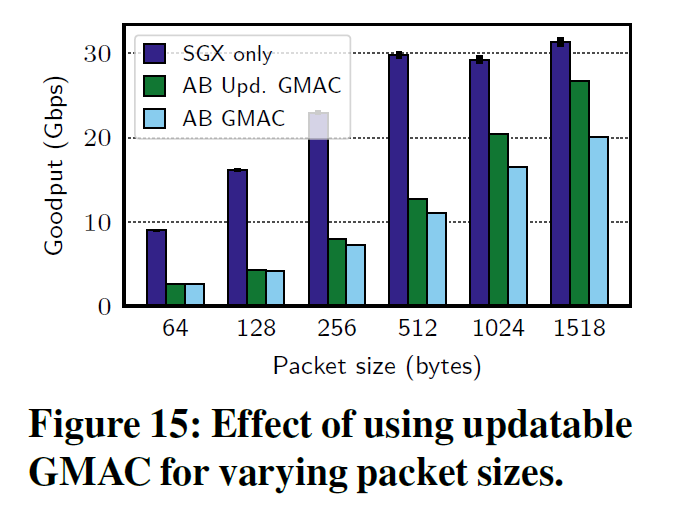 30
20
10
0
Goodput (Gbps)
SGX only
AB Upd. GMAC
AB GMAC
64 128 256 512 1024 1518
Packet size (bytes)
Figure 15: Effect of using updatable
GMAC for varying packet sizes.